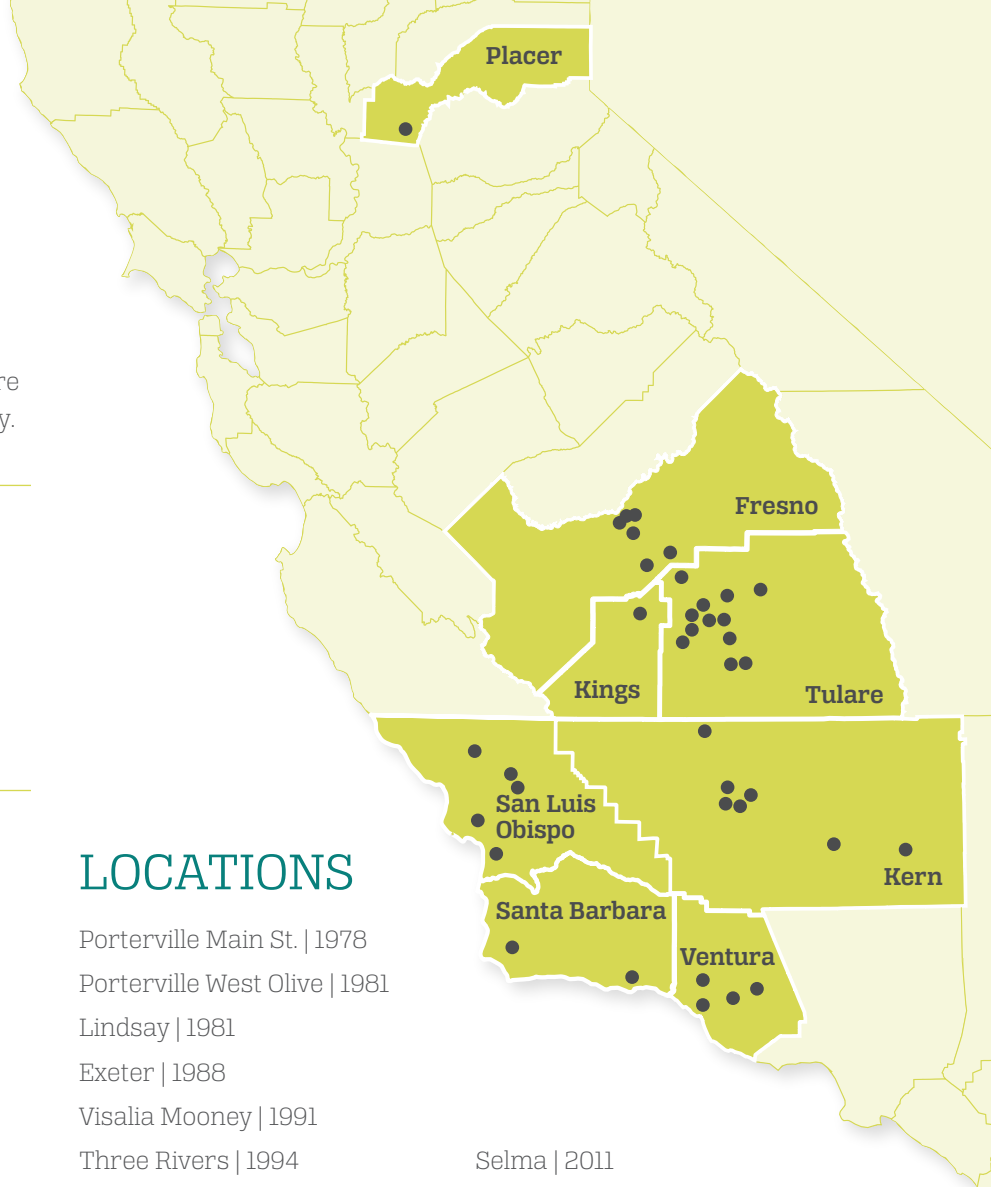 Placer
re
y.
Fresno
Kings
Tulare
San Luis
Obispo
Kern
Santa Barbara
Ventura
LOCATIONS
Porterville Main St. | 1978
Porterville West Olive | 1981
Lindsay | 1981
Exeter | 1988
Visalia Mooney | 1991
Three Rivers | 1994
Selma | 2011